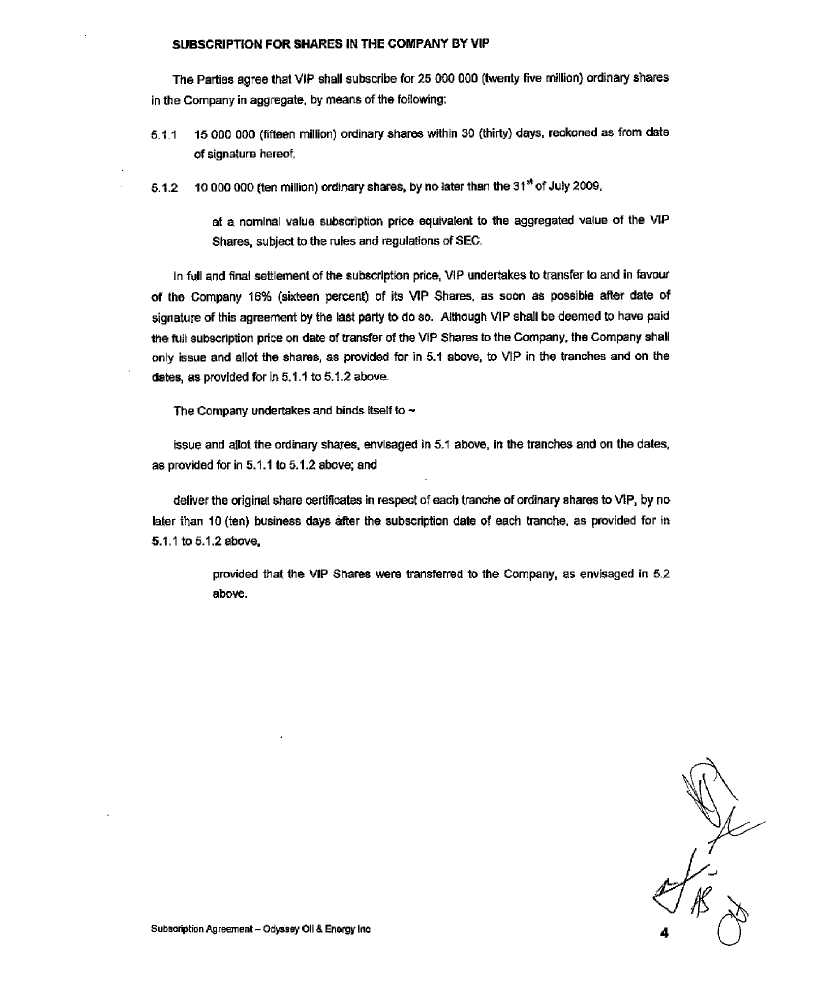 SUBSCRIPTION FOR SHARES IN THE COMPANY BY VIP
The Parties agree that VIP shall subscribe for 25 000 000 (twenty five million) ordinary shares
in the Company in aggregate, by means of the following:
5.1.1 15 000 000 (fifteen million) ordinary shares within 30 (thirty) days, reckoned as from date
of signature hereof,
5.1.2 10 000 000 (ten million) ordinary shares, by no later than the 31st of July 2009,
at a nominal value subscription price equivalent to the aggregated value of the VIP
Shares, subject to the rules and regulations of SEC.
In full and final settlement of the subscription price, VIP undertakes to transfer to and in favour
of the Company 16% (sixteen percent) of its VIP Shares, as soon as possible after date of
signature of this agreement by the last party to do so. Although VIP shall be deemed to have paid
the full subscription price on date of transfer of the VIP Shares to the Company, the Company shall
only issue and allot the shares, as provided for in 5.1 above, to VIP in the tranches and on the
dates, as provided for in 5.1.1 to 5.1.2 above.
The Company undertakes and binds itself to ~
issue and allot the ordinary shares, envisaged in 5.1 above, in the tranches and on the dates,
as provided for in 5.1.1 to 5.1.2 above; and
deliver the original share certificates in respect of each tranche of ordinary shares to VIP, by no
later than 10 (ten) business days after the subscription date of each tranche, as provided for in
5.1.1 to 5.1.2 above,
provided that the VIP Shares were transferred to the Company, as envisaged in 5.2
above.
AS
Subscription Agreement – Odyssey Oil & Energy Inc
4